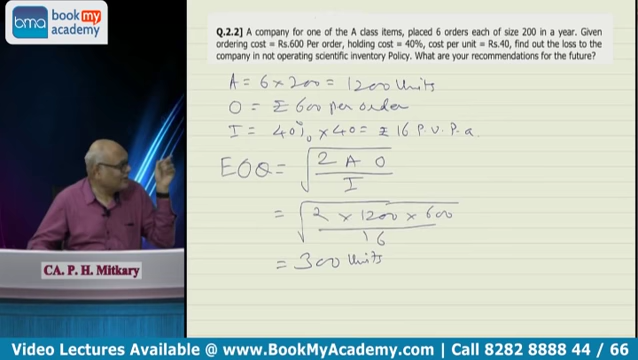 bma
book my
academy
Q.2.2] A company for one of the A class items, placed 6 orders each of size 200 in a year. Given
ordering cost = Rs.600 Per order, holding cost = 40%, cost per unit = Rs.40, find out the loss to the
company in not operating scientific inventory Policy. What are your recommendations for the future?
A = 6 × 200 = 1200 Units
O = ₹ 600 per order
I = 40% × 40 = ₹ 16 P.U.P.a.
EOQ = √2 A O / I
= √2 × 1200 × 600 / 16
= 300 Units
CA. P. H. Mitkary
Video Lectures Available @ www.BookMyAcademy.com | Call 8282 8888 44 / 66